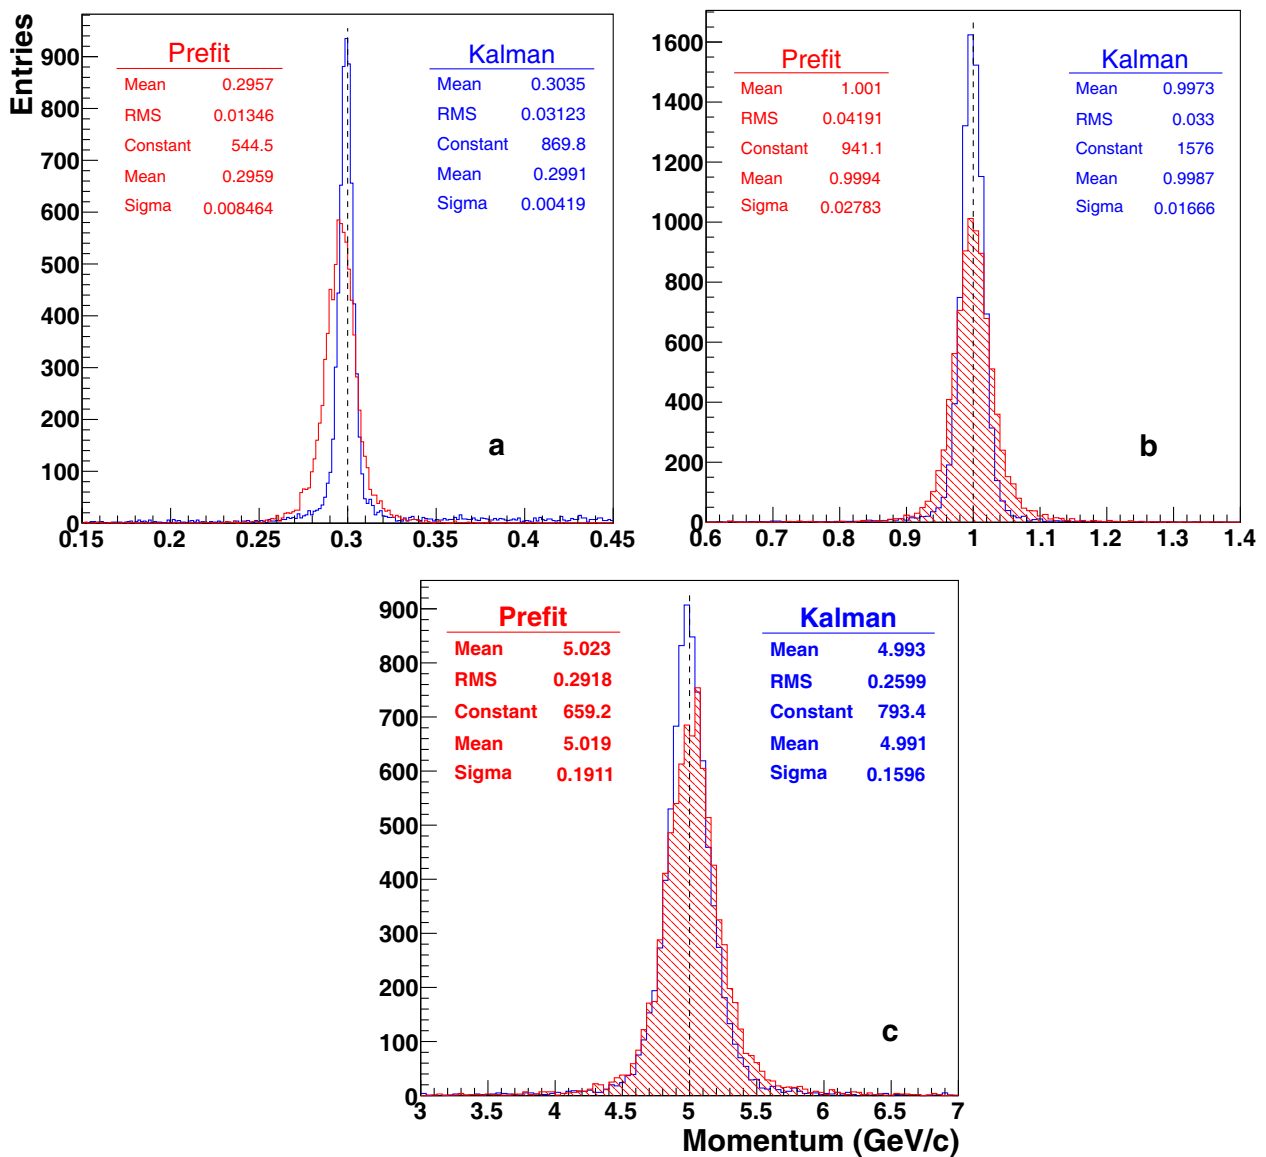 Entries
Prefit
Mean 0.2957
RMS 0.01346
Constant 544.5
Mean 0.2959
Sigma 0.008464
Kalman
Mean 0.3035
RMS 0.03123
Constant 869.8
Mean 0.2991
Sigma 0.00419
900
800
700
600
500
400
300
200
100
0
a
0.15 0.2 0.25 0.3 0.35 0.4 0.45
Prefit
Mean 1.001
RMS 0.04191
Constant 941.1
Mean 0.9994
Sigma 0.02783
Kalman
Mean 0.9973
RMS 0.033
Constant 1576
Mean 0.9987
Sigma 0.01666
1600
1400
1200
1000
800
600
400
200
0
b
0.6 0.7 0.8 0.9 1 1.1 1.2 1.3 1.4
Prefit
Mean 5.023
RMS 0.2918
Constant 659.2
Mean 5.019
Sigma 0.1911
Kalman
Mean 4.993
RMS 0.2599
Constant 793.4
Mean 4.991
Sigma 0.1596
900
800
700
600
500
400
300
200
100
0
c
3 3.5 4 4.5 5 5.5 6 6.5 7
Momentum (GeV/c)